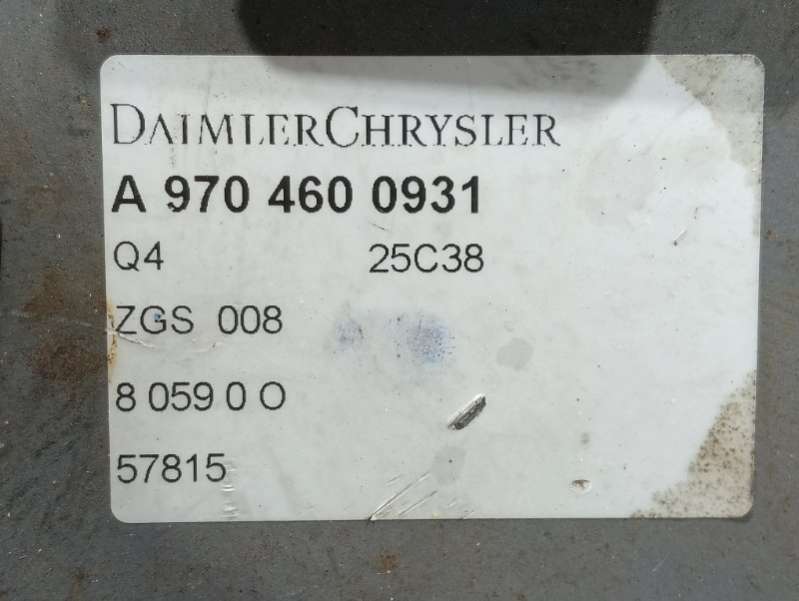 DAIMLERCHRYSLER
A 970 460 0931
Q4 25C38
ZGS 008
8 059 0 O
57815